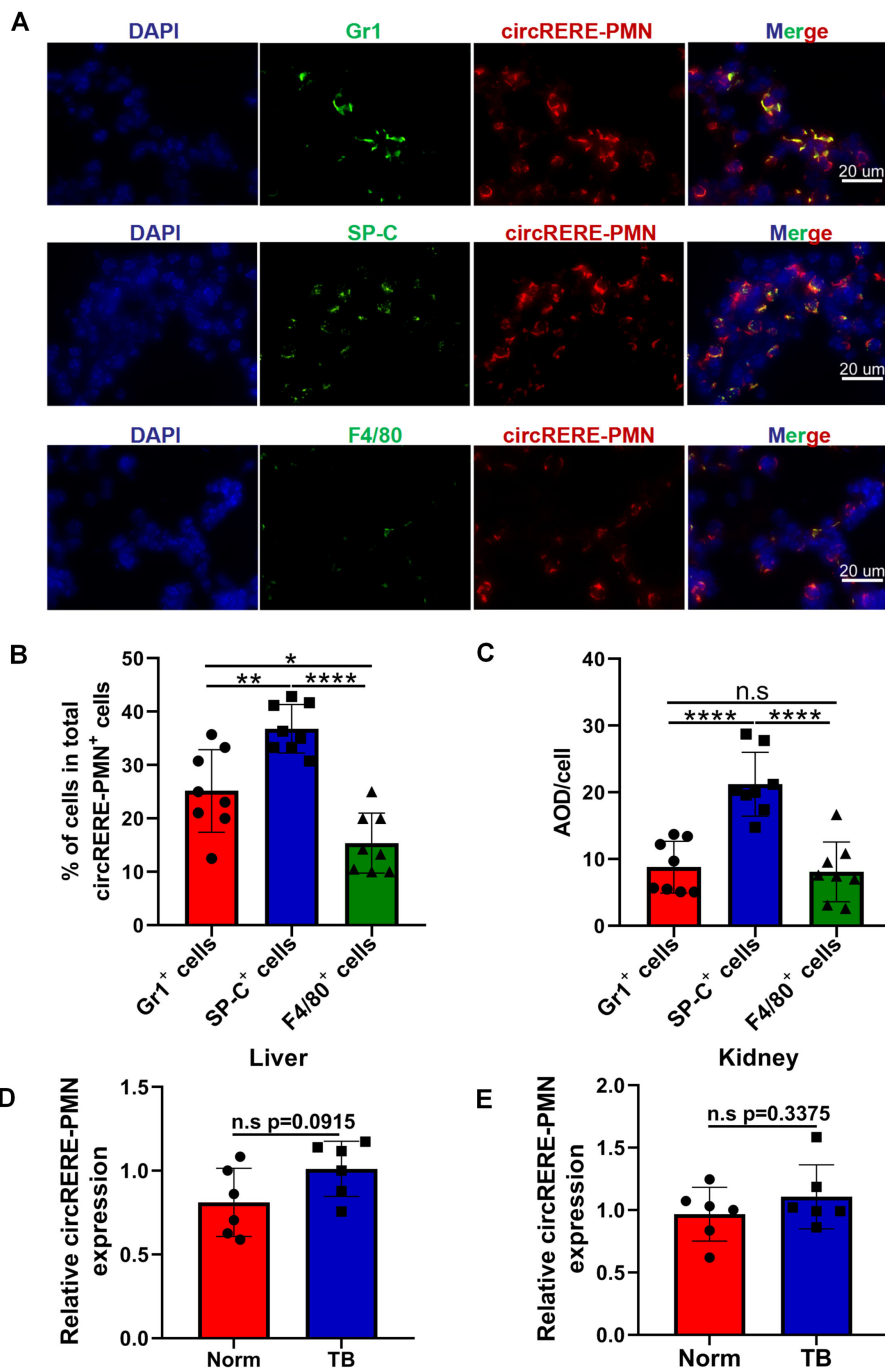 A
DAPI Gr1 circRERE-PMN Merge
20 um
DAPI SP-C circRERE-PMN Merge
20 um
DAPI F4/80 circRERE-PMN Merge
20 um
B
% of cells in total
circRERE-PMN+ cells
50
40
30
20
10
0
*
** ****
Gr1+ cells
SP-C+ cells
F4/80+ cells
C
AOD/cell
40
30
20
10
0
n.s
**** ****
Gr1+ cells
SP-C+ cells
F4/80+ cells
D
Liver
Relative circRERE-PMN
expression
1.5
1.0
0.5
0.0
n.s p=0.0915
Norm TB
E
Kidney
Relative circRERE-PMN
expression
2.0
1.5
1.0
0.5
0.0
n.s p=0.3375
Norm TB